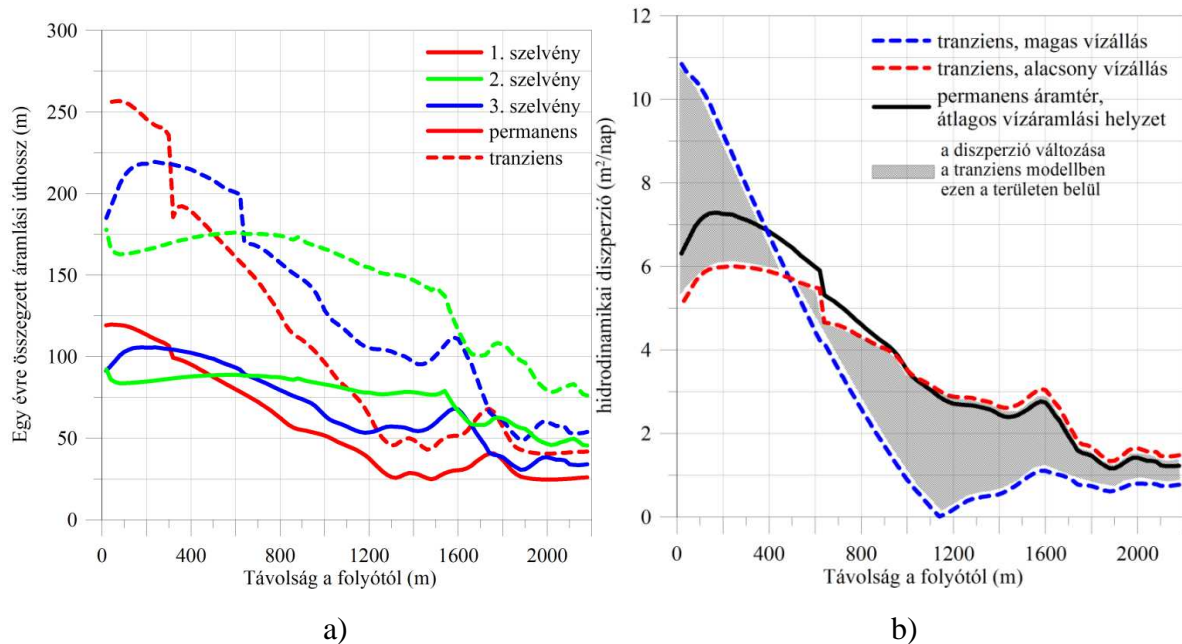 300
250
200
150
100
50
0
Egy évre összegzett áramlási úthossz (m)
1. szelvény
2. szelvény
3. szelvény
permanens
tranziens
0 400 800 1200 1600 2000
Távolság a folyótól (m)
a)
12
10
8
6
4
2
0
hidrodinamikai diszperzió (m²/nap)
tranziens, magas vízállás
tranziens, alacsony vízállás
permanens áramtér,
átlagos vízáramlási helyzet
a diszperzió változása
a tranziens modellben
ezen a területen belül
0 400 800 1200 1600 2000
Távolság a folyótól (m)
b)